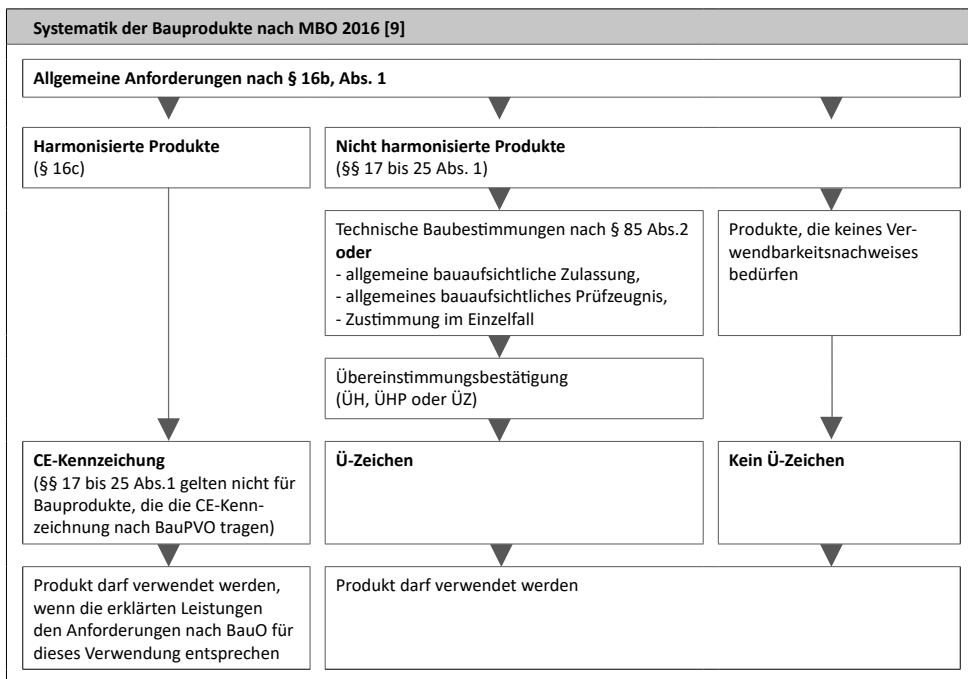 Systematik der Bauprodukte nach MBO 2016 [9]
Allgemeine Anforderungen nach § 16b, Abs. 1
Harmonisierte Produkte
(§ 16c)
Nicht harmonisierte Produkte
(§§ 17 bis 25 Abs. 1)
Technische Baubestimmungen nach § 85 Abs.2
oder
- allgemeine bauaufsichtliche Zulassung,
- allgemeines bauaufsichtliches Prüfzeugnis,
- Zustimmung im Einzelfall
Produkte, die keines Ver-
wendbarkeitsnachweises
bedürfen
Übereinstimmungsbestätigung
(ÜH, ÜHP oder ÜZ)
CE-Kennzeichung
(§§ 17 bis 25 Abs.1 gelten nicht für
Bauprodukte, die die CE-Kenn-
zeichnung nach BauPVO tragen)
Ü-Zeichen
Kein Ü-Zeichen
Produkt darf verwendet werden,
wenn die erklärten Leistungen
den Anforderungen nach BauO für
dieses Verwendung entsprechen
Produkt darf verwendet werden